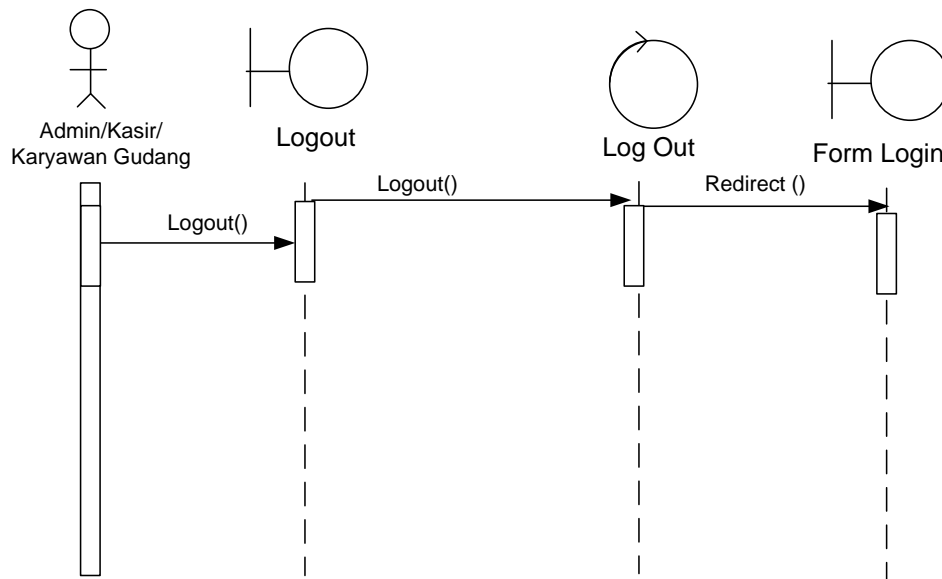 Admin/Kasir/
Karyawan Gudang
Logout
Log Out
Form Login
Logout()
Redirect ()
Logout()